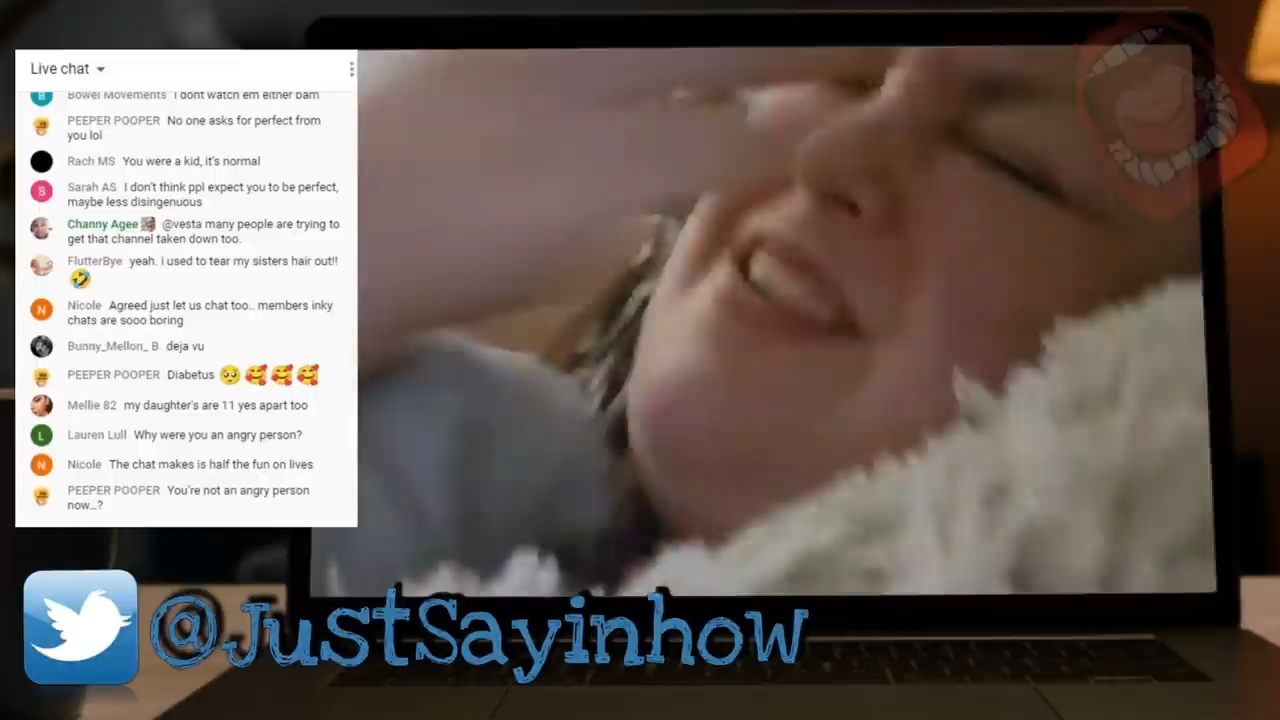 Live chat
Bowel Movements I dont watch em either bam
PEEPER POOPER No one asks for perfect from
you lol
Rach MS You were a kid, it's normal
S Sarah AS I don't think ppl expect you to be perfect,
maybe less disingenuous
Channy Agee @vesta many people are trying to
get that channel taken down too.
FlutterBye yeah. i used to tear my sisters hair out!!
🤣
N Nicole Agreed just let us chat too.. members inky
chats are sooo boring
Bunny_Mellon_ B deja vu
PEEPER POOPER Diabetus 🥺🥰🥰🥰
Mellie 82 my daughter's are 11 yes apart too
L Lauren Lull Why were you an angry person?
N Nicole The chat makes is half the fun on lives
PEEPER POOPER You're not an angry person
now...?
@JustSayinhow